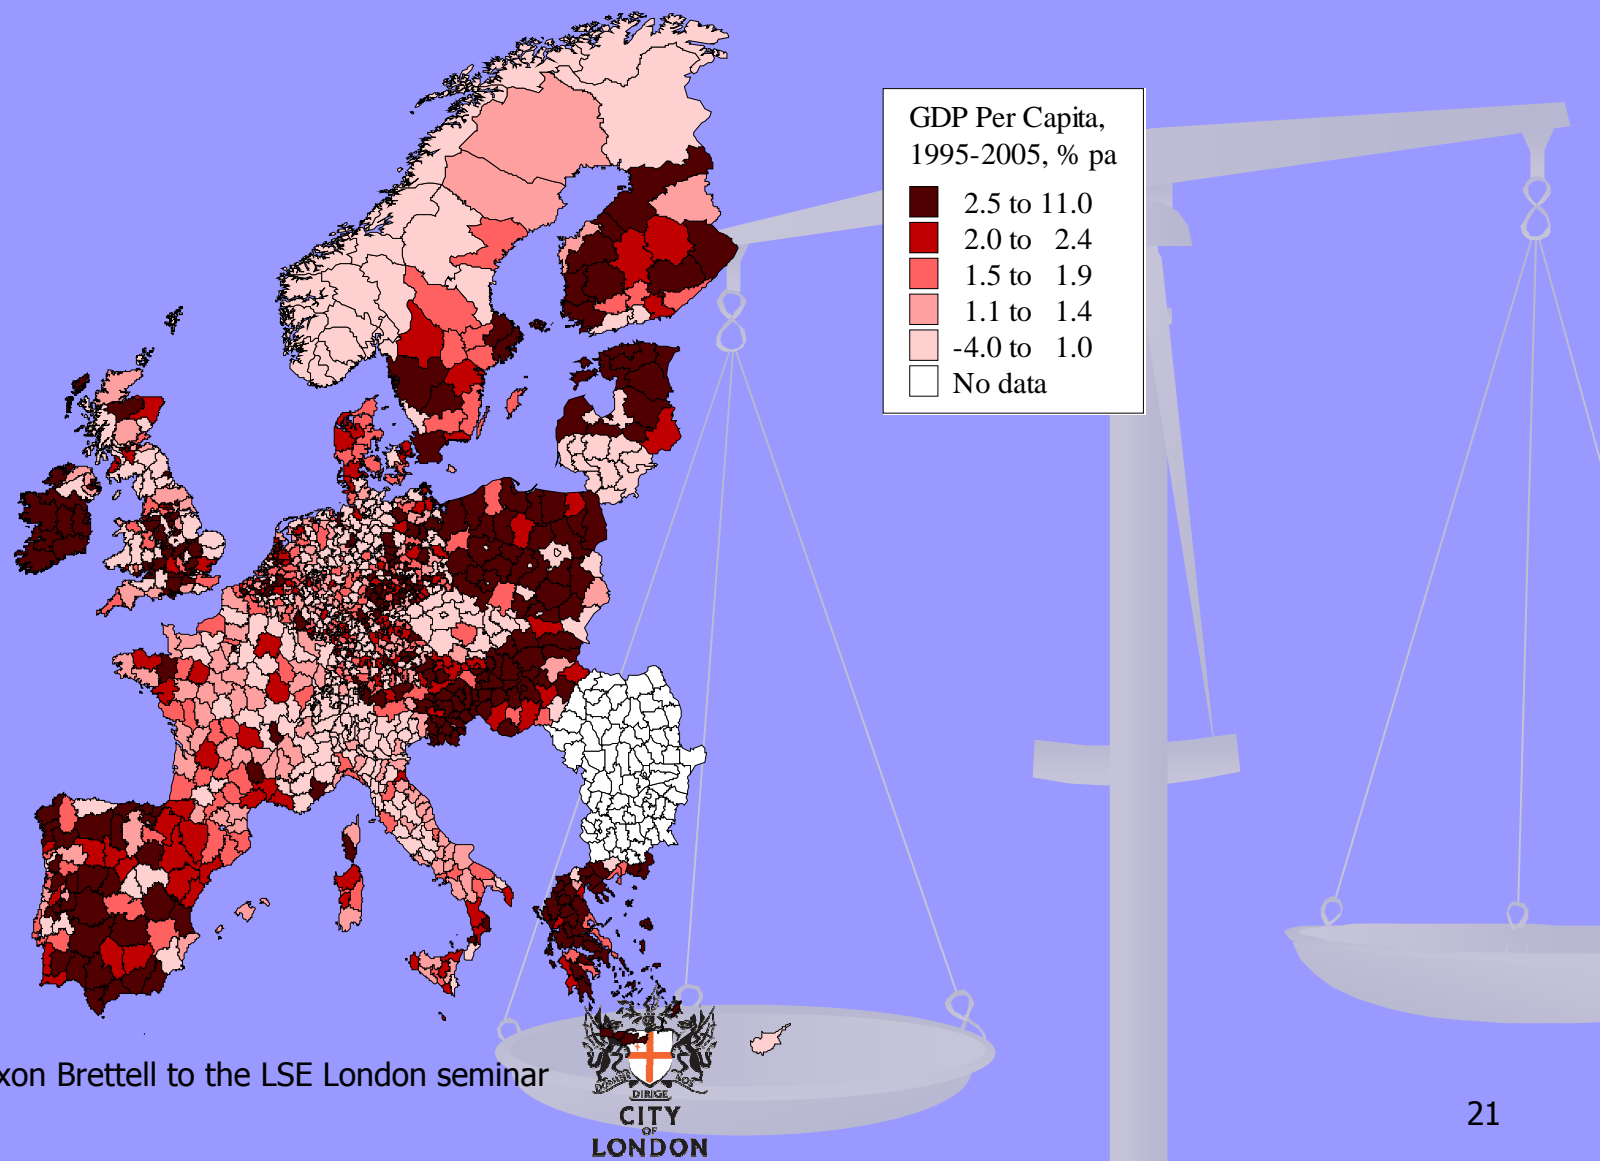 GDP Per Capita,
1995-2005, % pa
2.5 to 11.0
2.0 to 2.4
1.5 to 1.9
1.1 to 1.4
-4.0 to 1.0
No data
xon Brettell to the LSE London seminar
DIRIGE
CITY
OF
LONDON
21